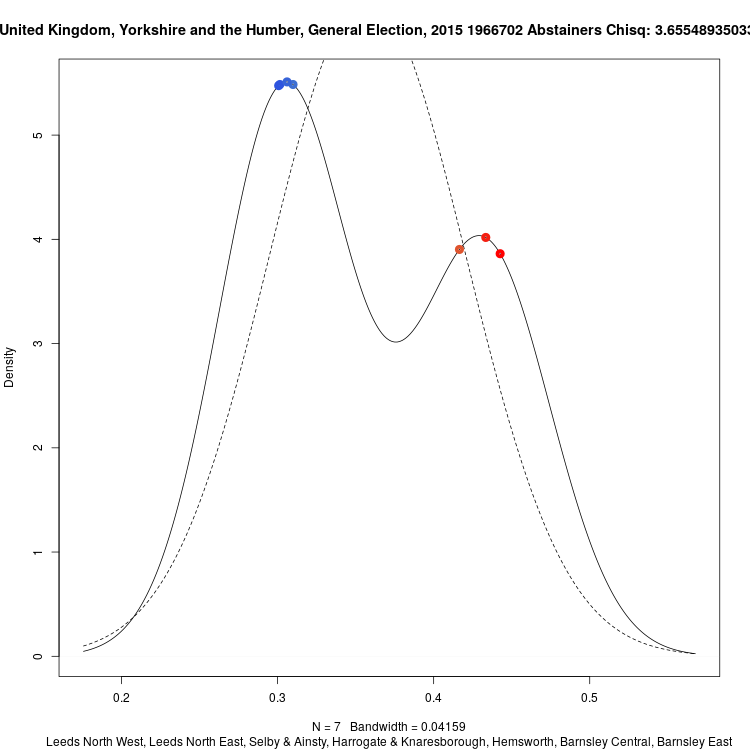 United Kingdom, Yorkshire and the Humber, General Election, 2015 1966702 Abstainers Chisq: 3.65548935033
Density
5
4
3
2
1
0
0.2 0.3 0.4 0.5
N = 7 Bandwidth = 0.04159
Leeds North West, Leeds North East, Selby & Ainsty, Harrogate & Knaresborough, Hemsworth, Barnsley Central, Barnsley East